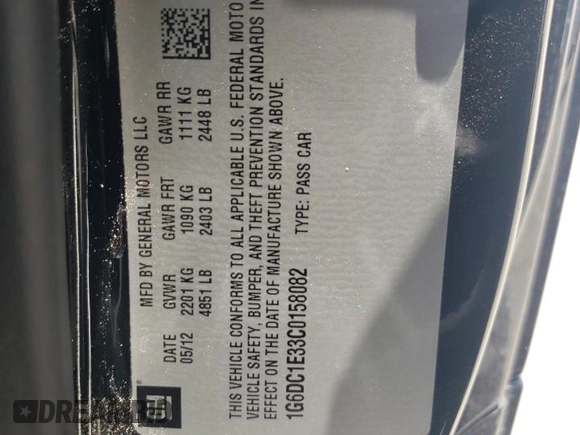 GM
MFD BY GENERAL MOTORS LLC
DATE GVWR GAWR FRT GAWR RR
05/12 2201 KG 1090 KG 1111 KG
4851 LB 2403 LB 2448 LB
THIS VEHICLE CONFORMS TO ALL APPLICABLE U.S. FEDERAL MOTO
VEHICLE SAFETY, BUMPER, AND THEFT PREVENTION STANDARDS IN
EFFECT ON THE DATE OF MANUFACTURE SHOWN ABOVE.
1G6DC1E33C0158082 TYPE: PASS CAR